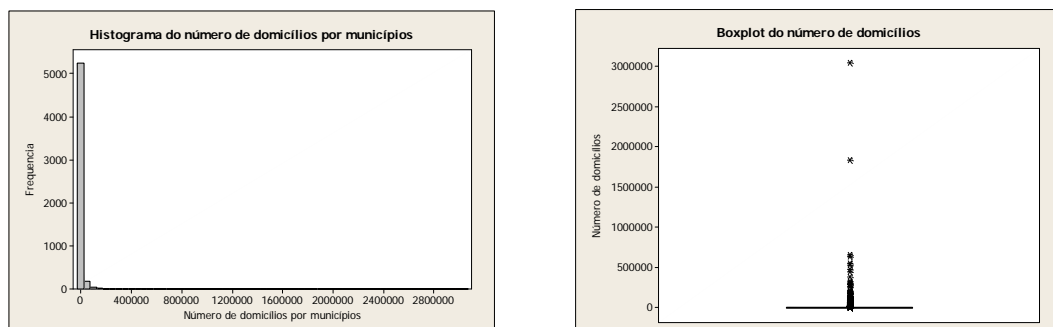 Histograma do número de domicílios por municípios
Frequencia
5000
4000
3000
2000
1000
0
0 400000 800000 1200000 1600000 2000000 2400000 2800000
Número de domicílios por municípios
Boxplot do número de domicílios
Número de domicílios
3000000
2500000
2000000
1500000
1000000
500000
0